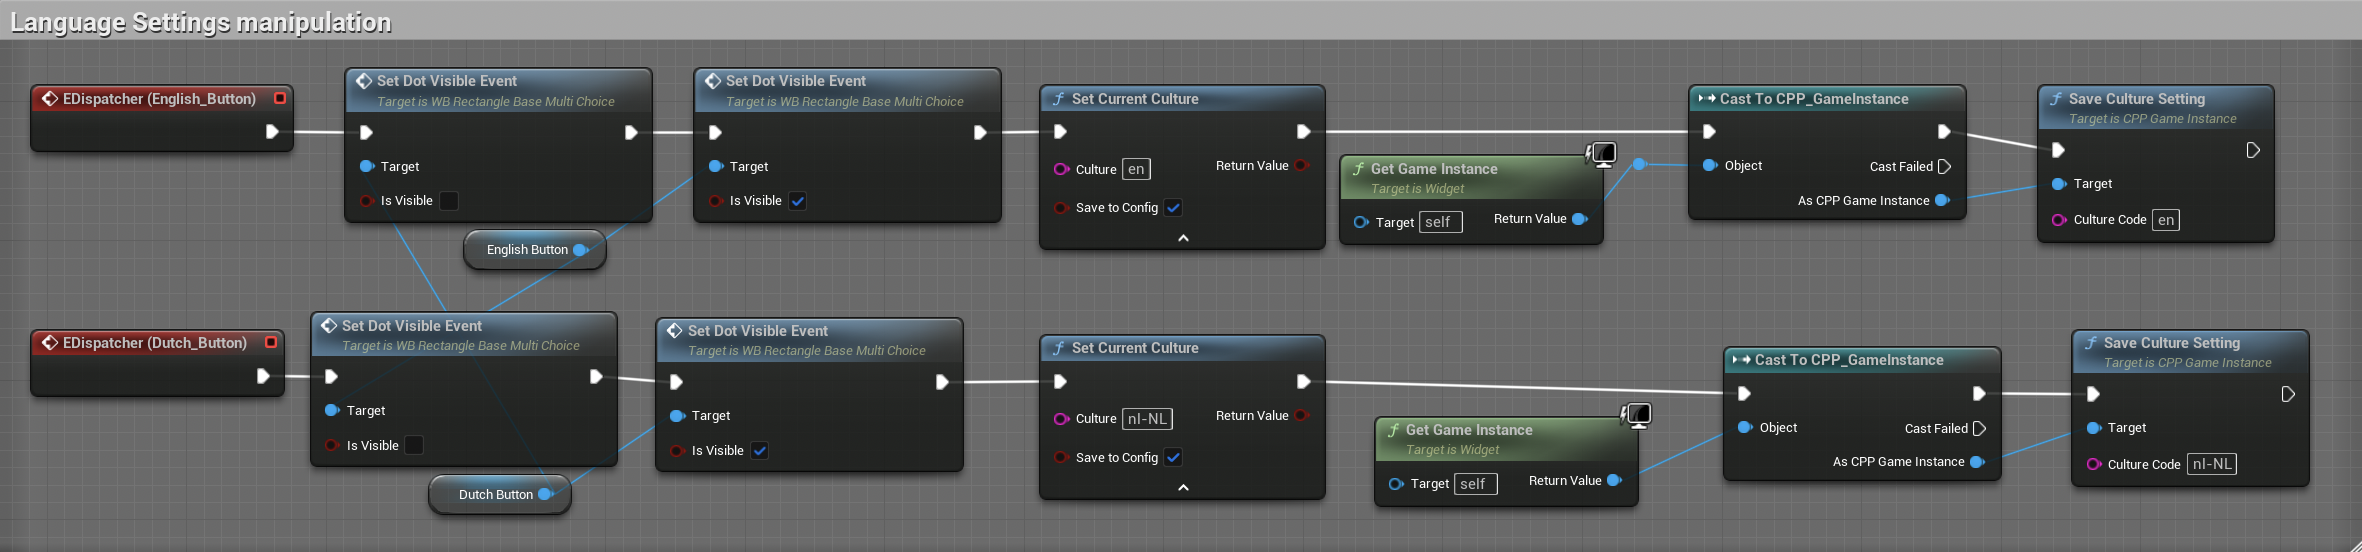 Language Settings manipulation
EDispatcher (English_Button)
Set Dot Visible Event
Target is WB Rectangle Base Multi Choice
Target
Is Visible
Set Dot Visible Event
Target is WB Rectangle Base Multi Choice
Target
Is Visible
English Button
Set Current Culture
Culture en
Return Value
Save to Config
Get Game Instance
Target is Widget
Target self
Return Value
Cast To CPP_GameInstance
Object
Cast Failed
As CPP Game Instance
Save Culture Setting
Target is CPP Game Instance
Target
Culture Code en
EDispatcher (Dutch_Button)
Set Dot Visible Event
Target is WB Rectangle Base Multi Choice
Target
Is Visible
Set Dot Visible Event
Target is WB Rectangle Base Multi Choice
Target
Is Visible
Dutch Button
Set Current Culture
Culture nl-NL
Return Value
Save to Config
f Get Game Instance
Target is Widget
Target self
Return Value
Cast To CPP_GameInstance
Object
Cast Failed
As CPP Game Instance
Save Culture Setting
Target is CPP Game Instance
Target
Culture Code nl-NL